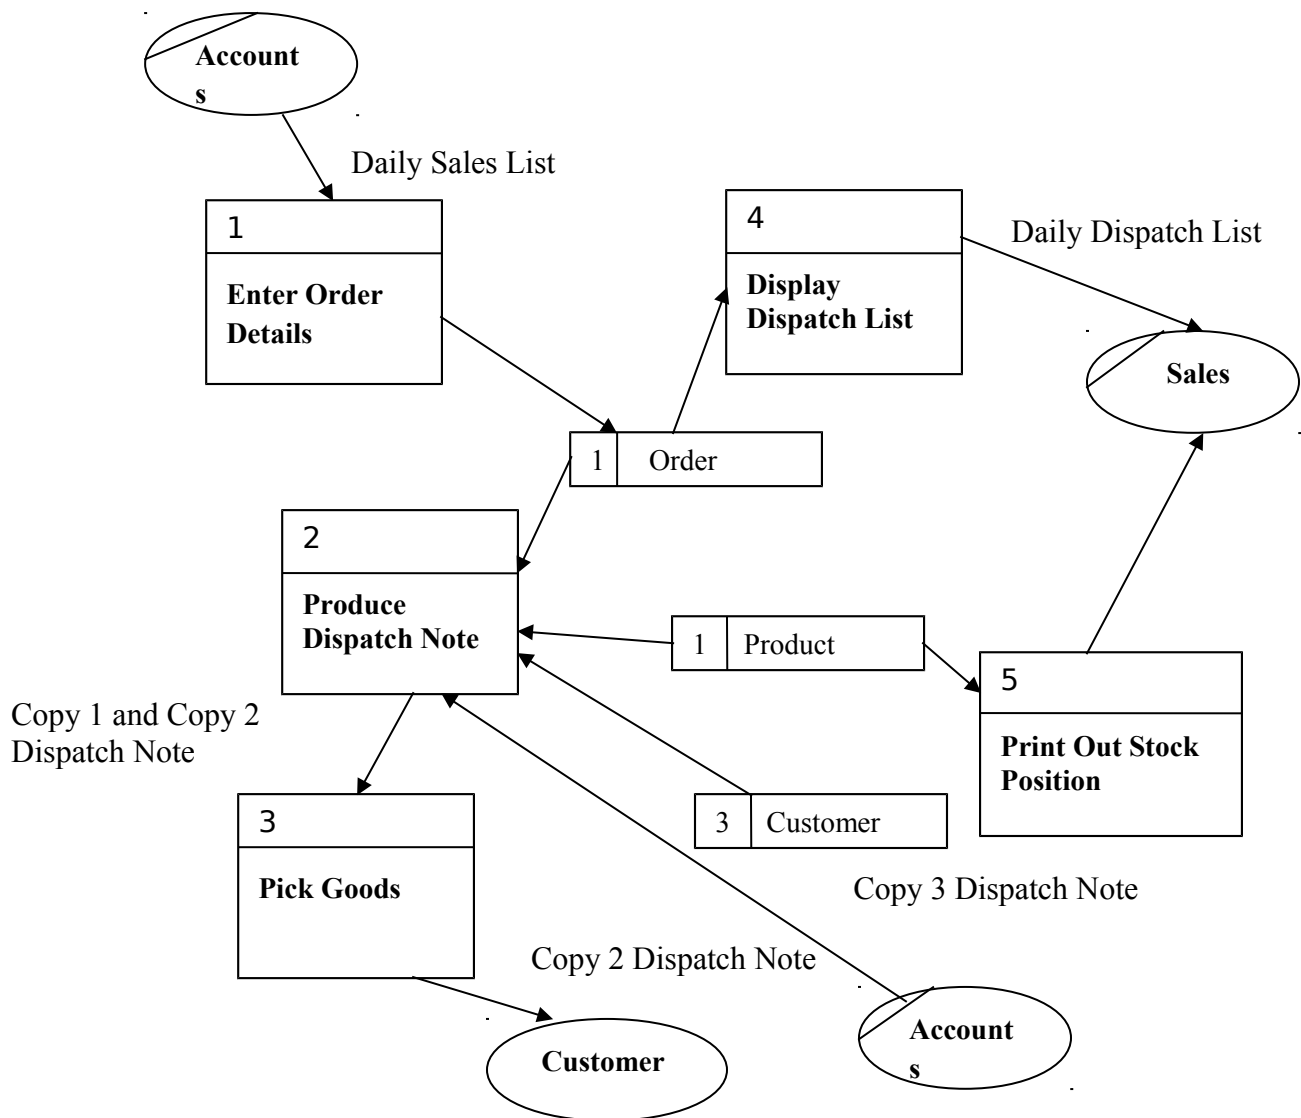 Account
s
Daily Sales List
1
Enter Order
Details
4
Display
Dispatch List
Daily Dispatch List
Sales
1 Order
2
Produce
Dispatch Note
1 Product
5
Print Out Stock
Position
Copy 1 and Copy 2
Dispatch Note
3
Pick Goods
3 Customer
Copy 3 Dispatch Note
Copy 2 Dispatch Note
Account
s
Customer